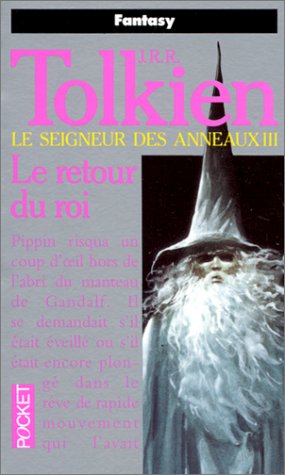 Fantasy
J.R.R.
Tolkien
LE SEIGNEUR DES ANNEAUX III
Le retour
du roi
Pippin risqua un
coup d'œil hors de
l'abri du manteau
de Gandalf. Il
se demandait s'il
était éveillé ou s'il
était encore plon-
gé dans le
rêve de rapide
mouvement
qui l'avait
POCKET